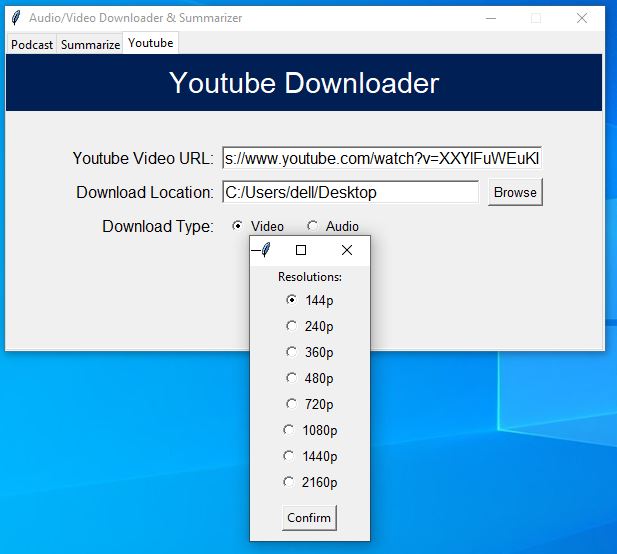 Audio/Video Downloader & Summarizer
Podcast Summarize Youtube
Youtube Downloader
Youtube Video URL: s://www.youtube.com/watch?v=XXYlFuWEuKI
Download Location: C:/Users/dell/Desktop Browse
Download Type: Video Audio
Resolutions:
144p
240p
360p
480p
720p
1080p
1440p
2160p
Confirm